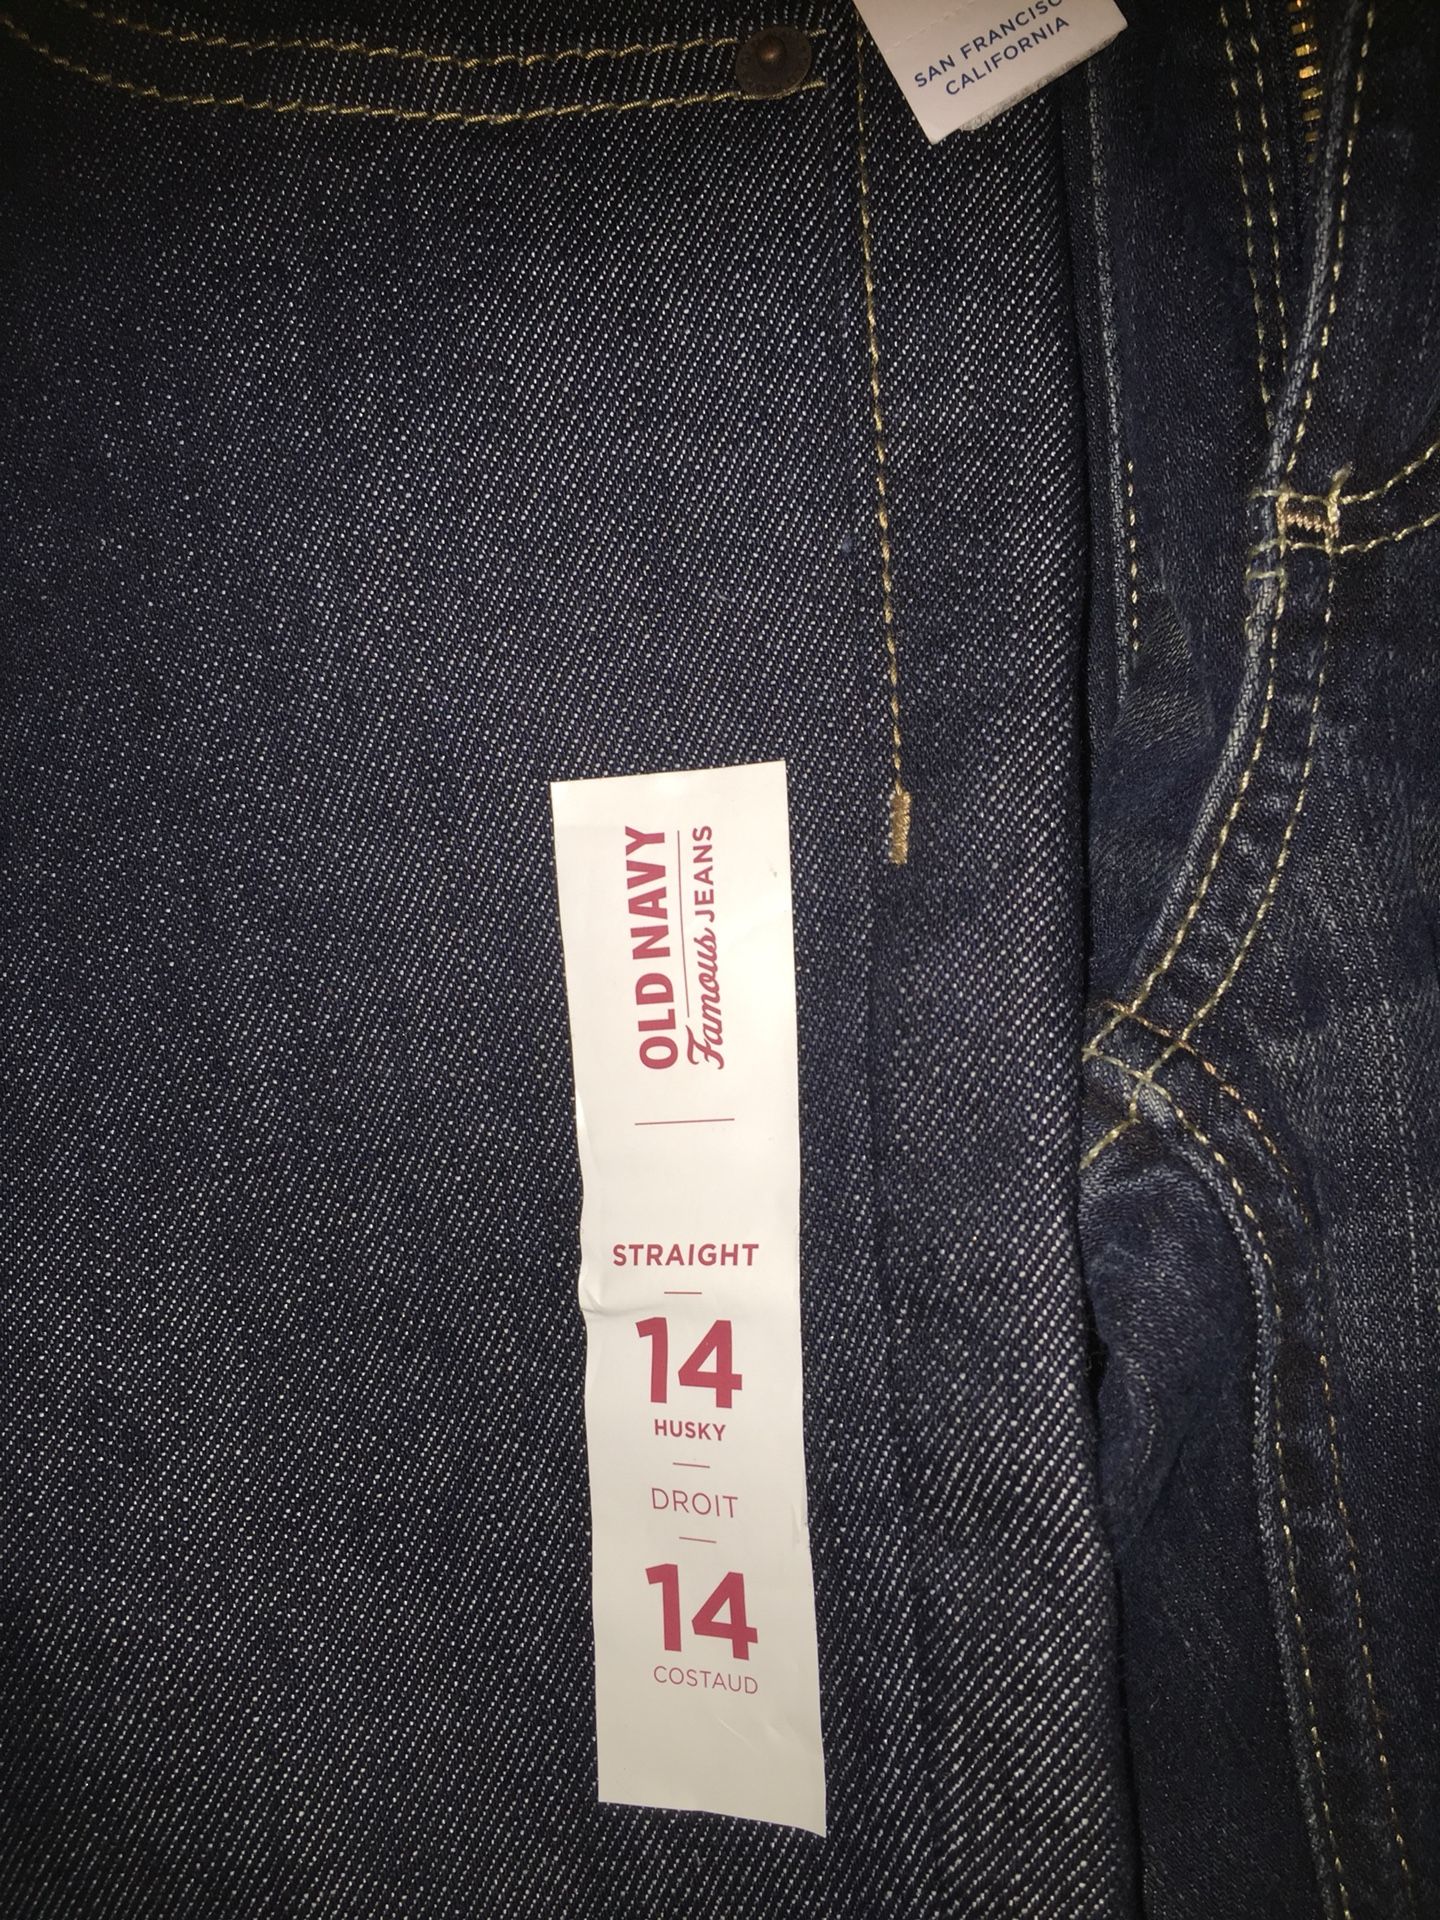 SAN FRANCISCO
CALIFORNIA
OLD NAVY
Famous JEANS
STRAIGHT
14
HUSKY
DROIT
14
COSTAUD